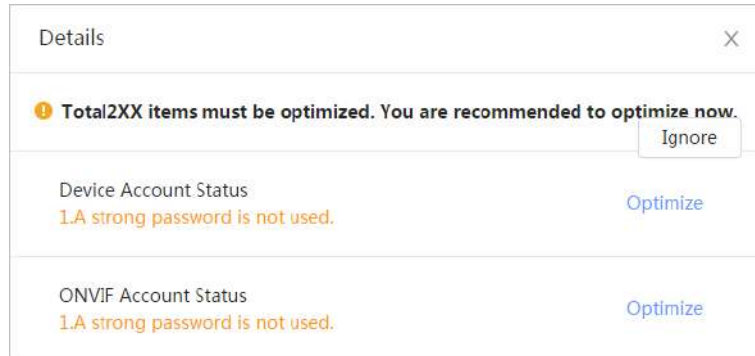 Details
Total2XX items must be optimized. You are recommended to optimize now.
Ignore
Device Account Status
Optimize
1.A strong password is not used.
ONVIF Account Status
Optimize
1.A strong password is not used.